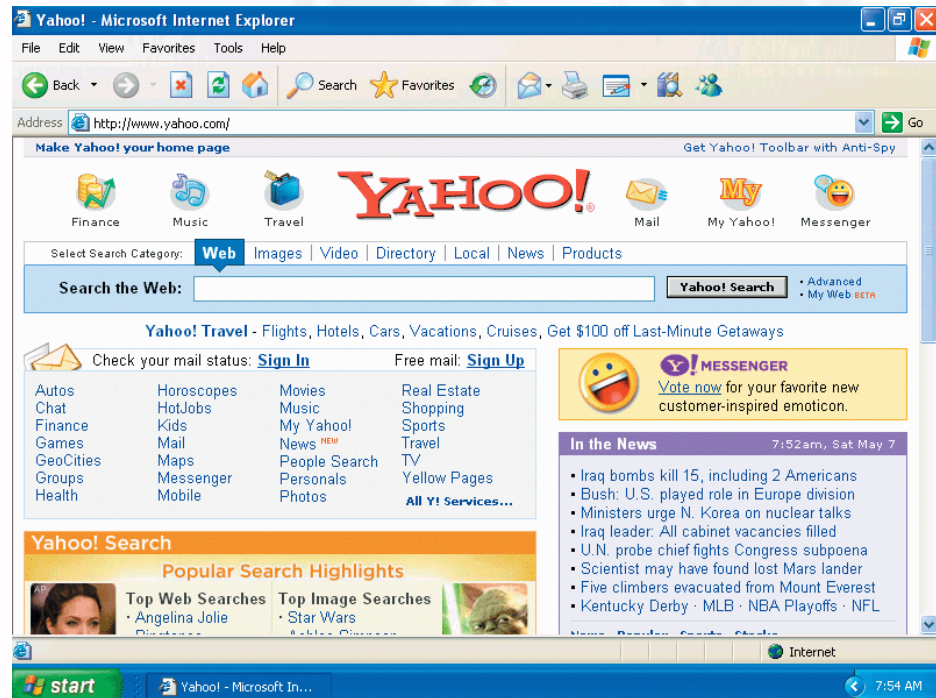 Yahoo! - Microsoft Internet Explorer
File Edit View Favorites Tools Help
Back Search Favorites
Address http://www.yahoo.com/ Go
Make Yahoo! your home page Get Yahoo! Toolbar with Anti-Spy
YAHOO!®
Finance Music Travel Mail My Yahoo! Messenger
My
Select Search Category: Web Images | Video | Directory | Local | News | Products
Search the Web: Yahoo! Search
• Advanced
• My Web BETA
Yahoo! Travel - Flights, Hotels, Cars, Vacations, Cruises, Get $100 off Last-Minute Getaways
Check your mail status: Sign In Free mail: Sign Up
Autos Horoscopes Movies Real Estate
Chat HotJobs Music Shopping
Finance Kids My Yahoo! Sports
Games Mail News NEW Travel
GeoCities Maps People Search TV
Groups Messenger Personals Yellow Pages
Health Mobile Photos All Y! Services...
Y! MESSENGER
Vote now for your favorite new
customer-inspired emoticon.
In the News 7:52am, Sat May 7
• Iraq bombs kill 15, including 2 Americans
• Bush: U.S. played role in Europe division
• Ministers urge N. Korea on nuclear talks
• Iraq leader: All cabinet vacancies filled
• U.N. probe chief fights Congress subpoena
• Scientist may have found lost Mars lander
• Five climbers evacuated from Mount Everest
• Kentucky Derby · MLB · NBA Playoffs · NFL
Yahoo! Search
Popular Search Highlights
AP
Top Web Searches Top Image Searches
· Angelina Jolie · Star Wars
Internet
start Yahoo! - Microsoft In... 7:54 AM